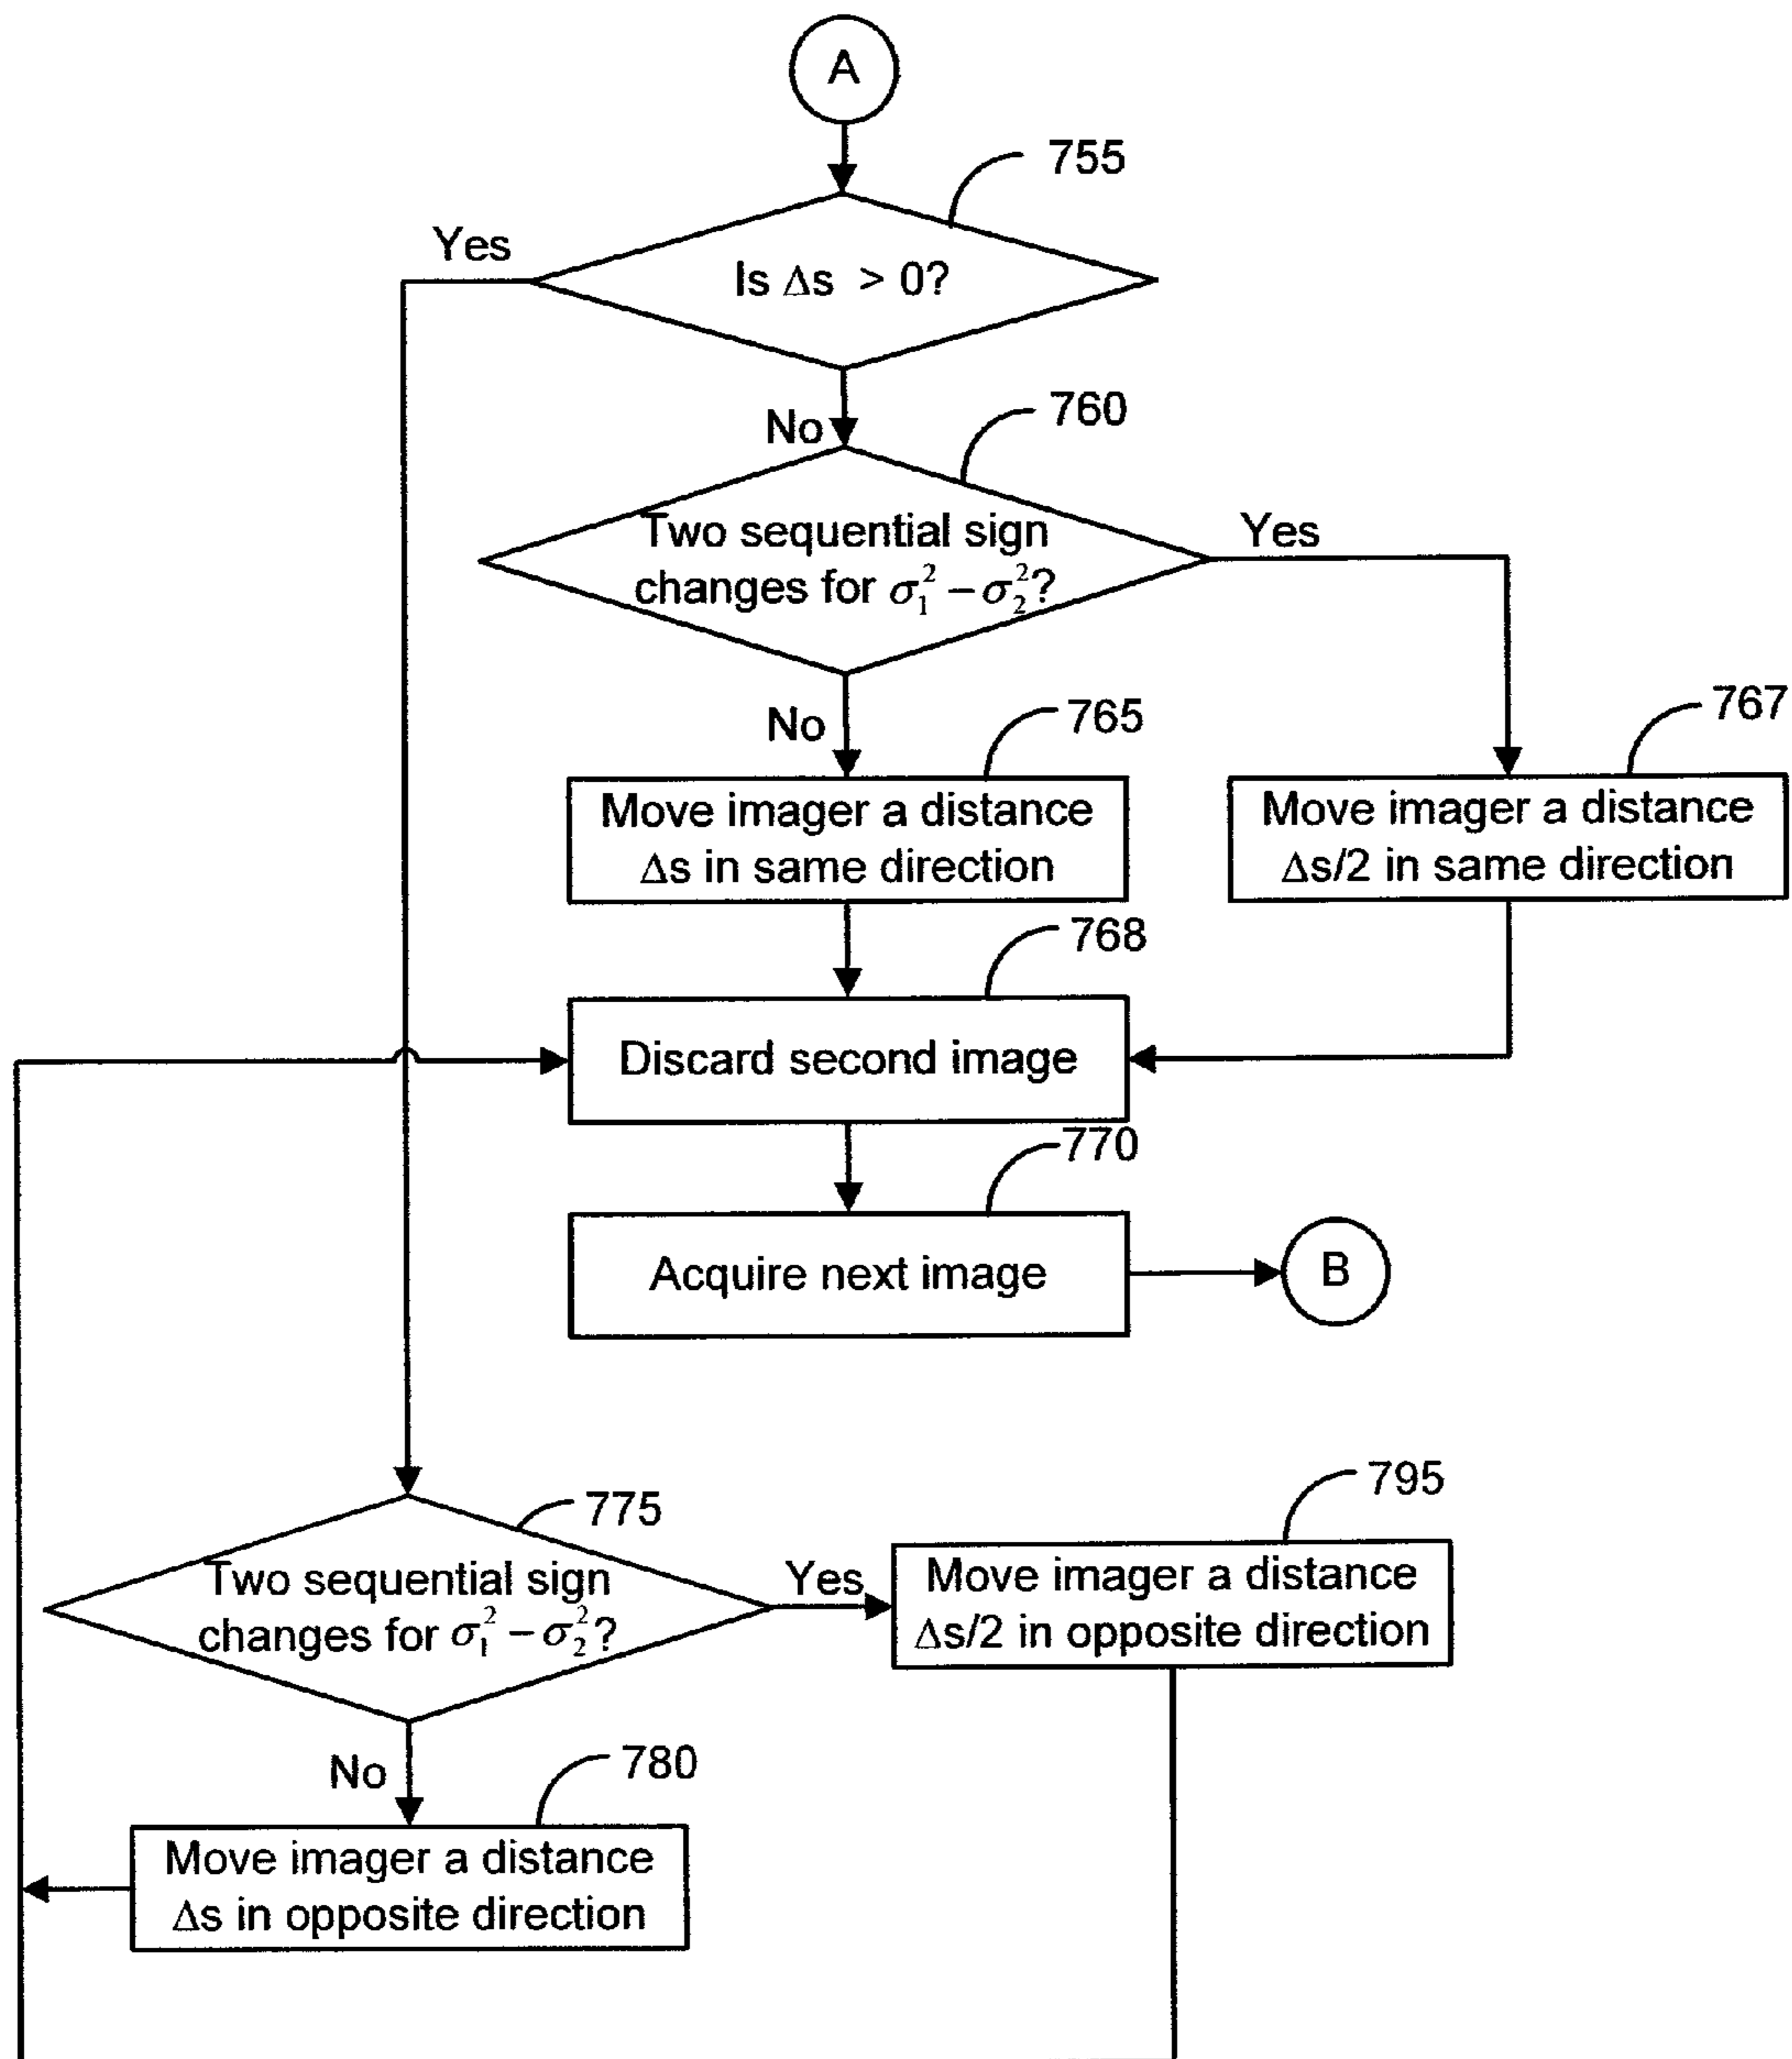 A
755
Yes
Is Δs > 0?
760
No
Two sequential sign
changes for σ₁² – σ₂²?
Yes
No
765
767
Move imager a distance
Δs in same direction
Move imager a distance
Δs/2 in same direction
768
Discard second image
770
Acquire next image
B
775
795
Two sequential sign
changes for σ₁² – σ₂²?
Yes
Move imager a distance
Δs/2 in opposite direction
No
780
Move imager a distance
Δs in opposite direction